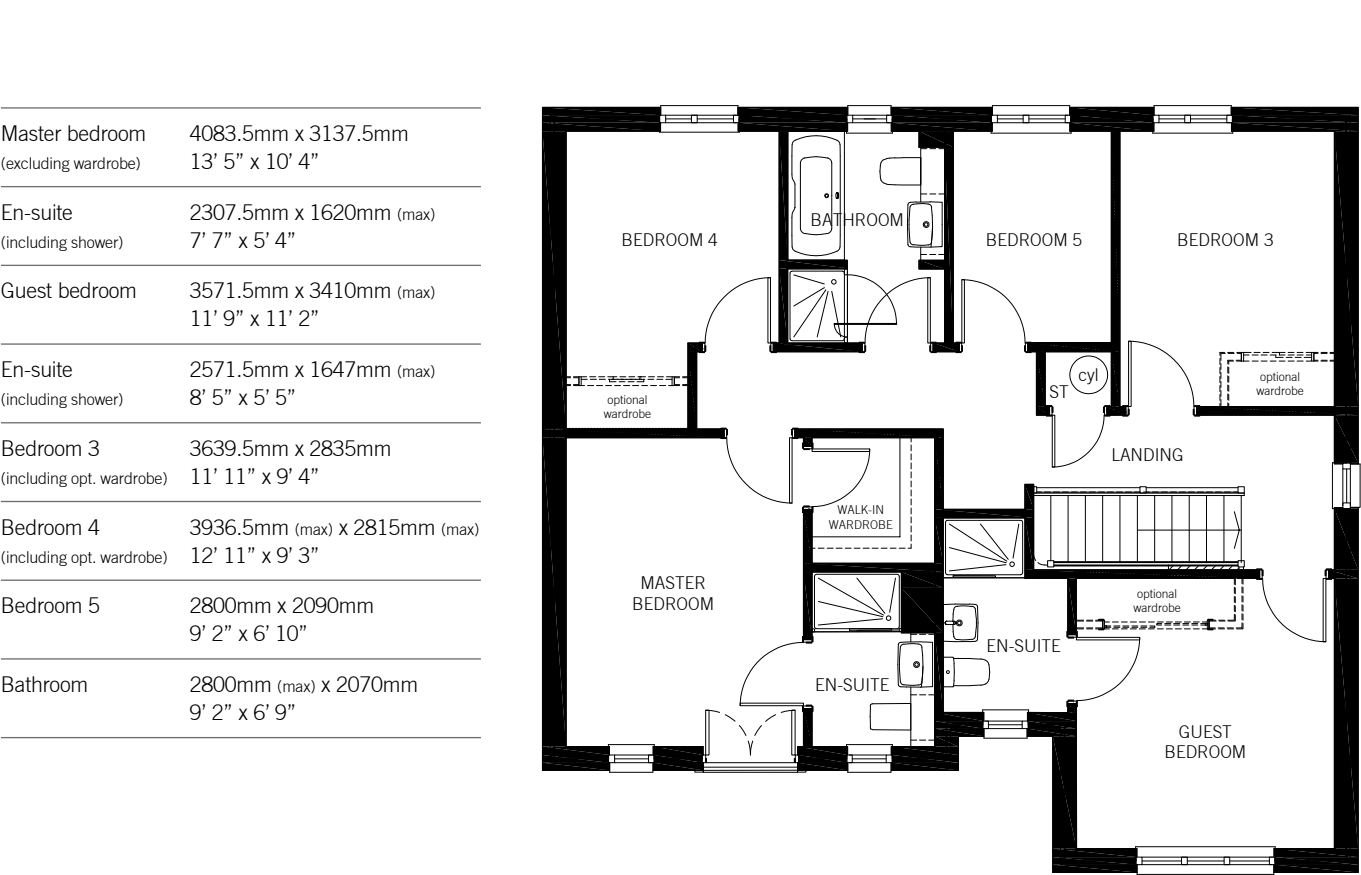 Master bedroom 4083.5mm x 3137.5mm
(excluding wardrobe) 13’ 5” x 10’ 4”
En-suite 2307.5mm x 1620mm (max)
(including shower) 7’ 7” x 5’ 4”
Guest bedroom 3571.5mm x 3410mm (max)
11’ 9” x 11’ 2”
En-suite 2571.5mm x 1647mm (max)
(including shower) 8’ 5” x 5’ 5”
Bedroom 3 3639.5mm x 2835mm
(including opt. wardrobe) 11’ 11” x 9’ 4”
Bedroom 4 3936.5mm (max) x 2815mm (max)
(including opt. wardrobe) 12’ 11” x 9’ 3”
Bedroom 5 2800mm x 2090mm
9’ 2” x 6’ 10”
Bathroom 2800mm (max) x 2070mm
9’ 2” x 6’ 9”
BATHROOM
BEDROOM 4
BEDROOM 5
BEDROOM 3
cyl
ST
optional
wardrobe
optional
wardrobe
LANDING
WALK-IN
WARDROBE
MASTER
BEDROOM
optional
wardrobe
EN-SUITE
EN-SUITE
GUEST
BEDROOM